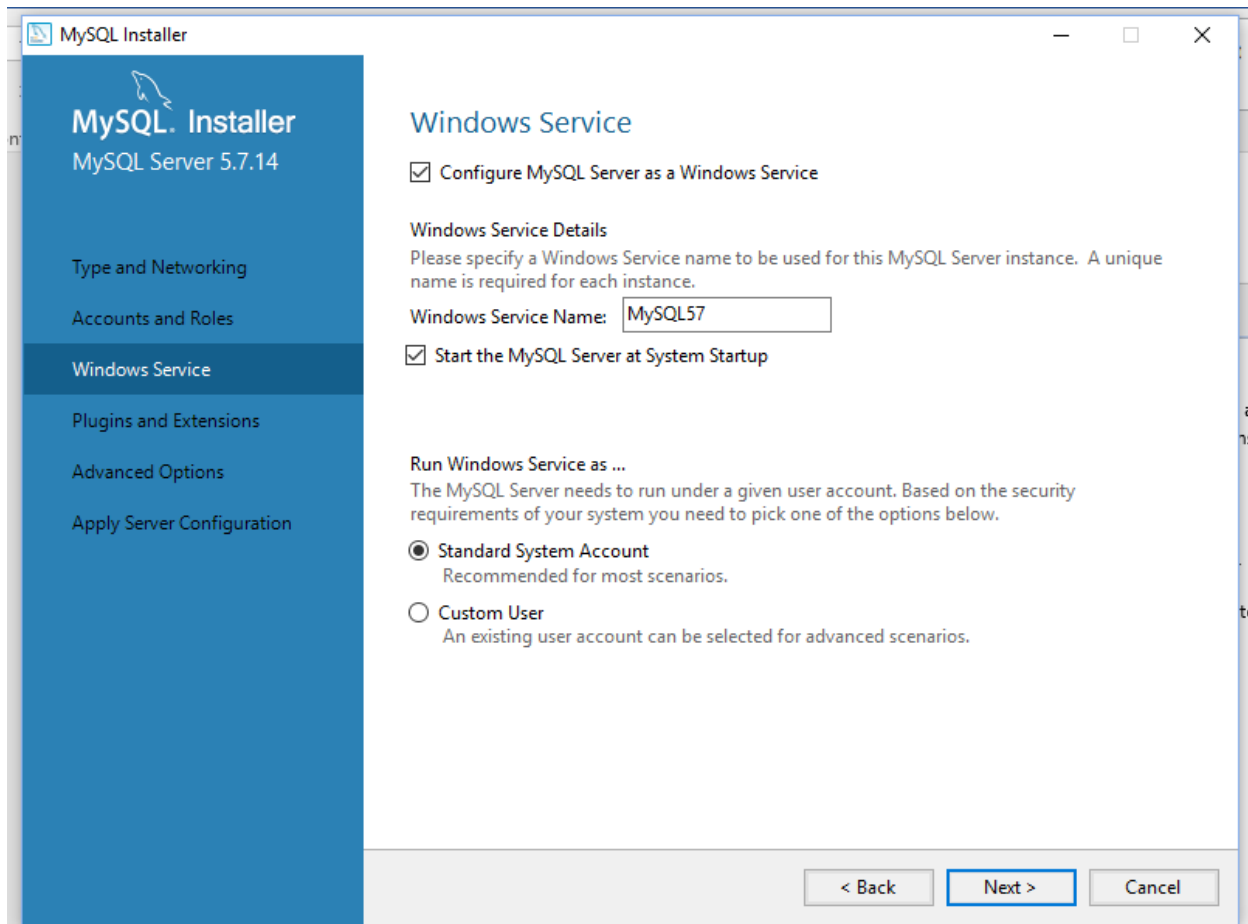 MySQL Installer
MySQL. Installer
MySQL Server 5.7.14
Type and Networking
Accounts and Roles
Windows Service
Plugins and Extensions
Advanced Options
Apply Server Configuration
Windows Service
Configure MySQL Server as a Windows Service
Windows Service Details
Please specify a Windows Service name to be used for this MySQL Server instance.  A unique
name is required for each instance.
Windows Service Name: MySQL57
Start the MySQL Server at System Startup
Run Windows Service as ...
The MySQL Server needs to run under a given user account. Based on the security
requirements of your system you need to pick one of the options below.
Standard System Account
Recommended for most scenarios.
Custom User
An existing user account can be selected for advanced scenarios.
< Back Next > Cancel